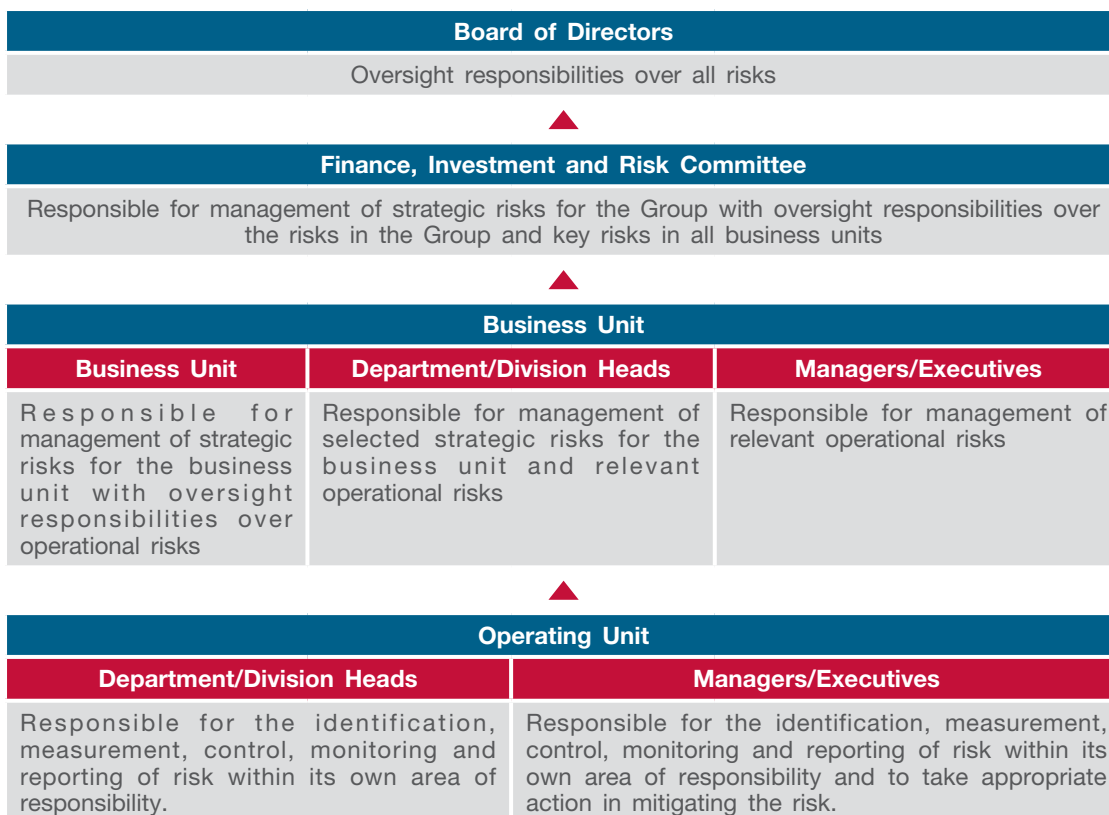 Board of Directors
Oversight responsibilities over all risks
Finance, Investment and Risk Committee
Responsible for management of strategic risks for the Group with oversight responsibilities over
the risks in the Group and key risks in all business units
Business Unit
Business Unit
Responsible for
management of strategic
risks for the business
unit with oversight
responsibilities over
operational risks
Department/Division Heads
Responsible for management of
selected strategic risks for the
business unit and relevant
operational risks
Managers/Executives
Responsible for management of
relevant operational risks
Operating Unit
Department/Division Heads
Responsible for the identification,
measurement, control, monitoring and
reporting of risk within its own area of
responsibility.
Managers/Executives
Responsible for the identification, measurement,
control, monitoring and reporting of risk within its
own area of responsibility and to take appropriate
action in mitigating the risk.